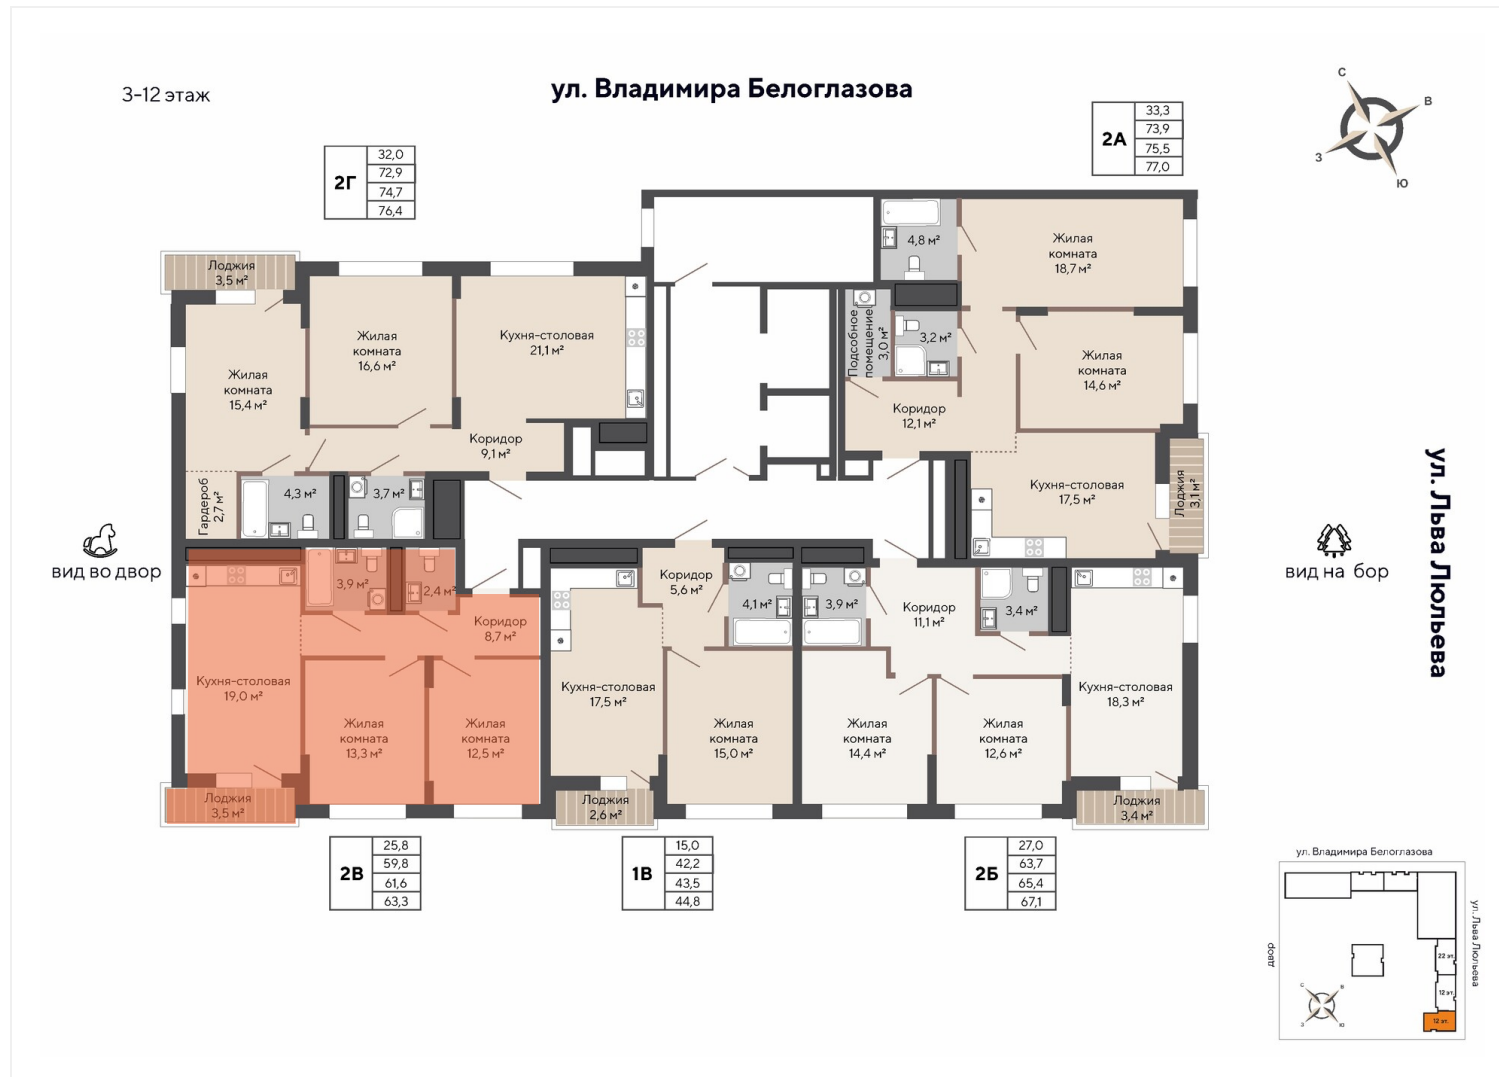 3-12 этаж
ул. Владимира Белоглазова
С
В
З
Ю
2Г
32,0
72,9
74,7
76,4
2А
33,3
73,9
75,5
77,0
Лоджия
3,5 м²
Жилая
комната
16,6 м²
Кухня-столовая
21,1 м²
Жилая
комната
15,4 м²
Коридор
9,1 м²
Гардероб
2,7 м²
4,3 м²
3,7 м²
4,8 м²
Жилая
комната
18,7 м²
Подсобное
помещение
3,0 м²
3,2 м²
Жилая
комната
14,6 м²
Коридор
12,1 м²
Кухня-столовая
17,5 м²
Лоджия
3,1 м²
вид во двор
вид на бор
ул. Льва Люльева
3,9 м²
2,4 м²
Коридор
8,7 м²
Кухня-столовая
19,0 м²
Жилая
комната
13,3 м²
Жилая
комната
12,5 м²
Лоджия
3,5 м²
Коридор
5,6 м²
4,1 м²
Кухня-столовая
17,5 м²
Жилая
комната
15,0 м²
Лоджия
2,6 м²
3,9 м²
Коридор
11,1 м²
3,4 м²
Кухня-столовая
18,3 м²
Жилая
комната
14,4 м²
Жилая
комната
12,6 м²
Лоджия
3,4 м²
2В
25,8
59,8
61,6
63,3
1В
15,0
42,2
43,5
44,8
2Б
27,0
63,7
65,4
67,1
ул. Владимира Белоглазова
ул. Льва Люльева
двор
22 эт.
12 эт.
12 эт.
С
В
З
Ю